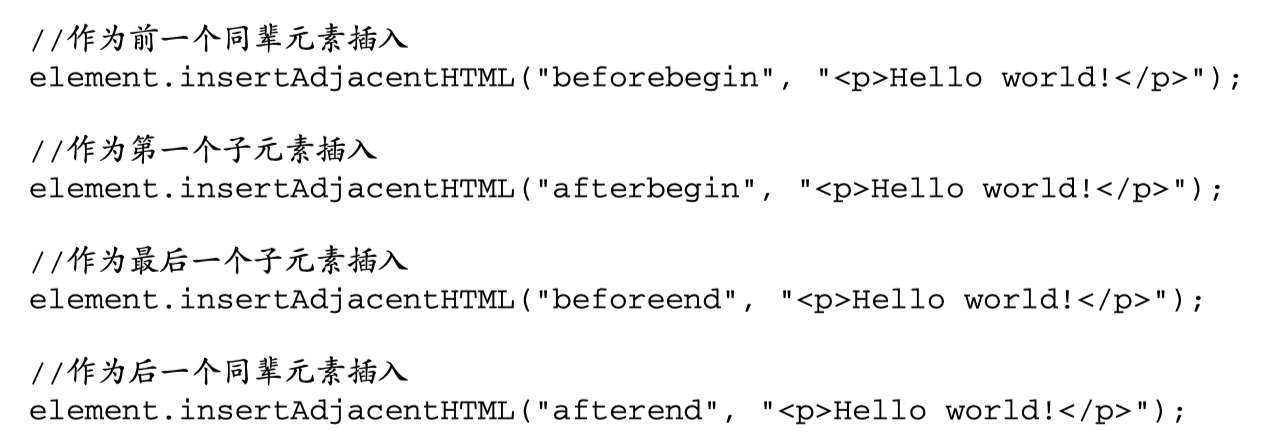 //作为前一个同辈元素插入
element.insertAdjacentHTML("beforebegin", "<p>Hello world!</p>");
//作为第一个子元素插入
element.insertAdjacentHTML("afterbegin", "<p>Hello world!</p>");
//作为最后一个子元素插入
element.insertAdjacentHTML("beforeend", "<p>Hello world!</p>");
//作为后一个同辈元素插入
element.insertAdjacentHTML("afterend", "<p>Hello world!</p>");